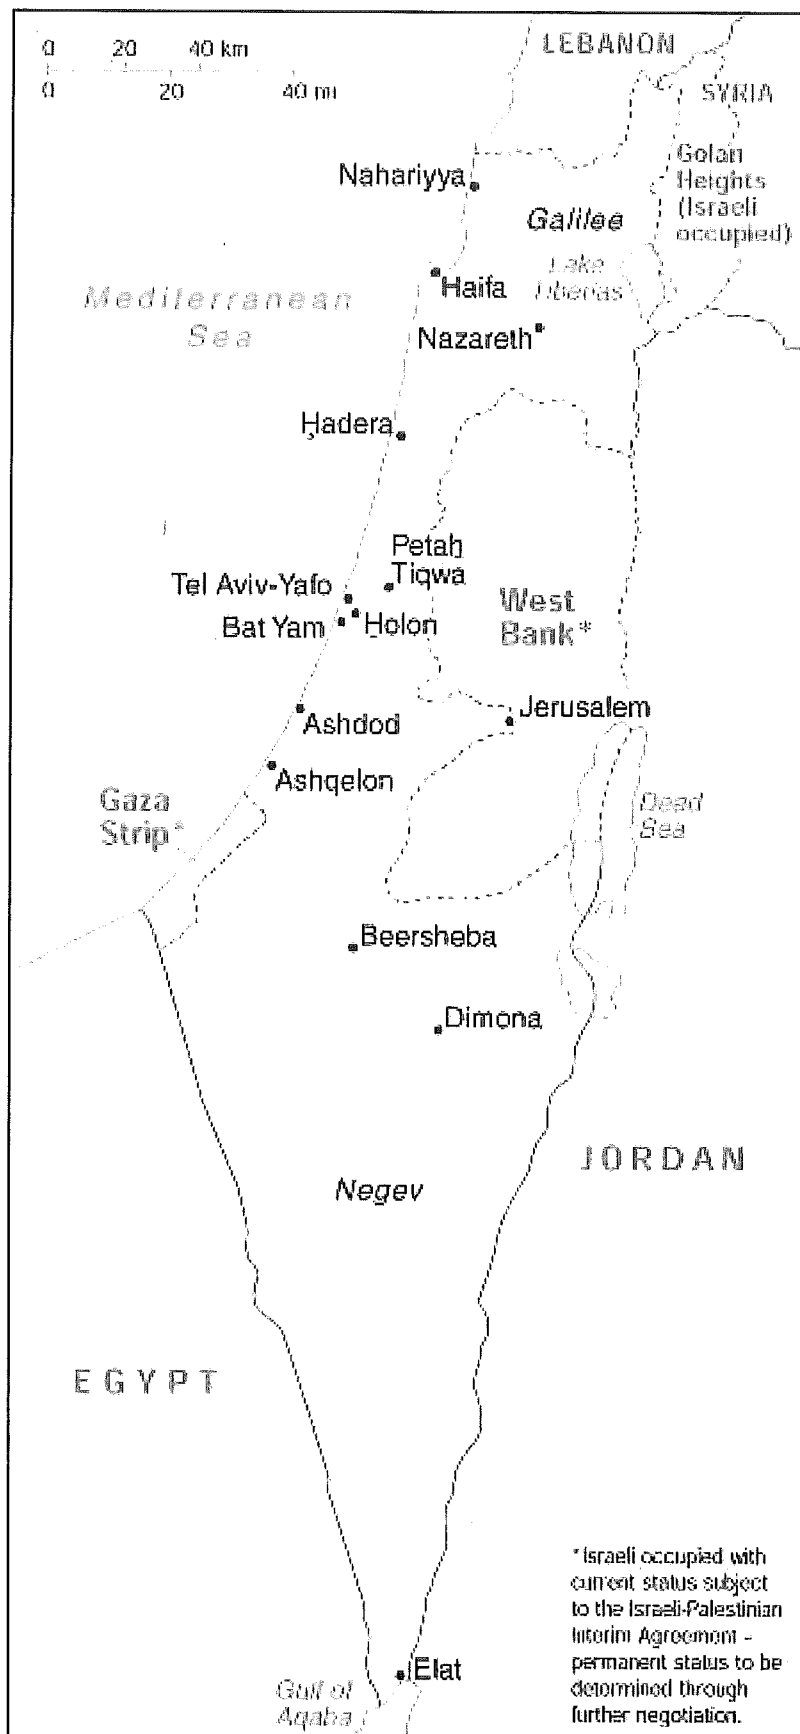 0 20 40 km
0 20 40 mi
LEBANON
SYRIA
Golan
Heights
(Israeli
occupied)
Nahariyya
Galilee
Haifa
Lake
Tiberias
Mediterranean
Sea
Nazareth
Ḥadera
Petaḥ
Tiqwa
Tel Aviv-Yafo
Bat Yam
Ḥolon
West
Bank*
Jerusalem
Ashdod
Ashqelon
Gaza
Strip*
Dead
Sea
Beersheba
Dimona
JORDAN
Negev
EGYPT
*Israeli occupied with
current status subject
to the Israeli-Palestinian
Interim Agreement -
permanent status to be
determined through
further negotiation.
Elat
Gulf of
Aqaba